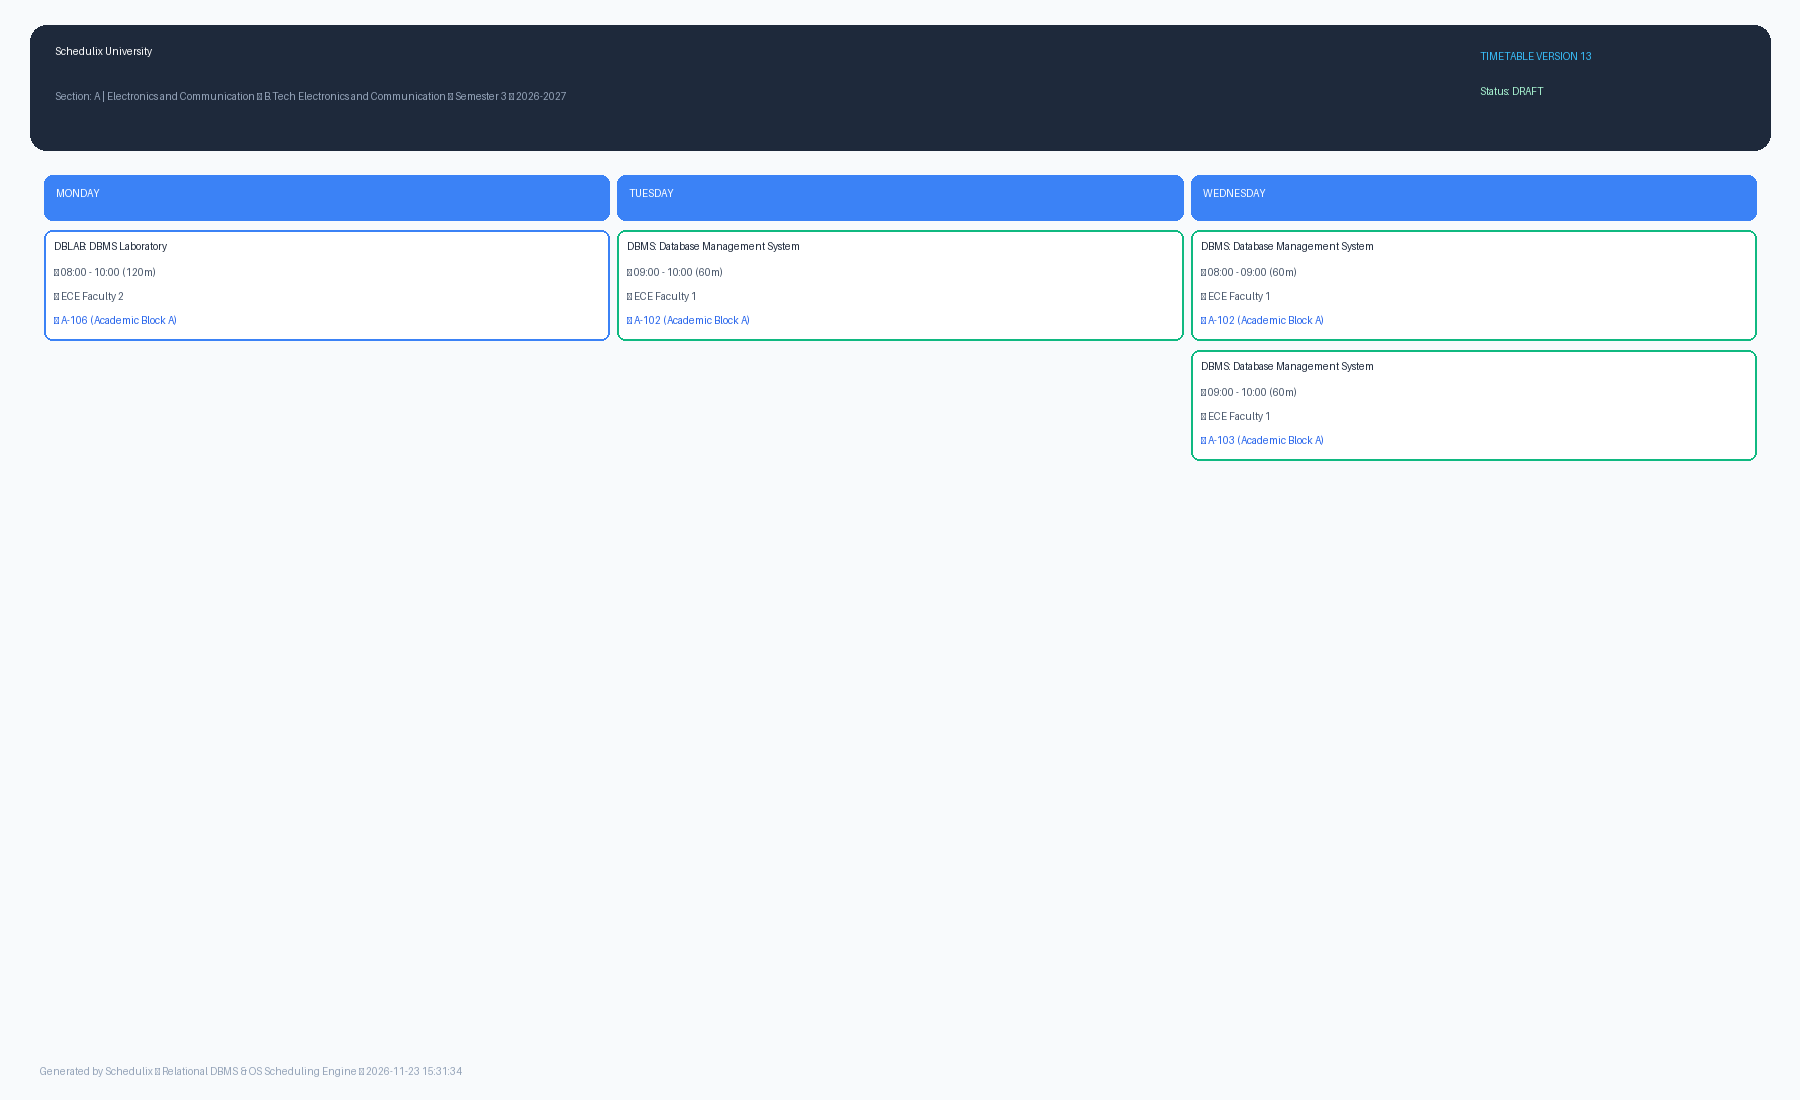 Schedulix University
Section: A | Electronics and Communication B.Tech Electronics and Communication Semester 3 2026-2027
TIMETABLE VERSION 13
Status: DRAFT
MONDAY
DBLAB: DBMS Laboratory
08:00 - 10:00 (120m)
ECE Faculty 2
A-106 (Academic Block A)
TUESDAY
DBMS: Database Management System
09:00 - 10:00 (60m)
ECE Faculty 1
A-102 (Academic Block A)
WEDNESDAY
DBMS: Database Management System
08:00 - 09:00 (60m)
ECE Faculty 1
A-102 (Academic Block A)
DBMS: Database Management System
09:00 - 10:00 (60m)
ECE Faculty 1
A-103 (Academic Block A)
Generated by Schedulix Relational DBMS & OS Scheduling Engine 2026-11-23 15:31:34